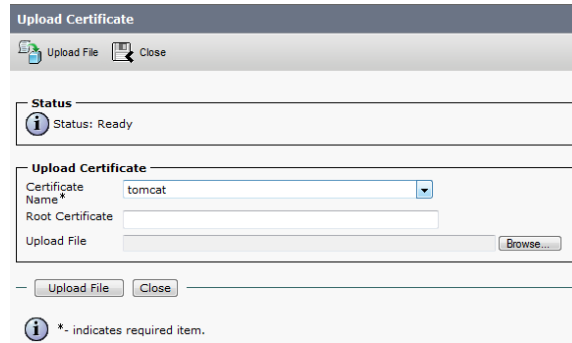 Upload Certificate
Upload File Close
Status
Status: Ready
Upload Certificate
Certificate
Name*
tomcat
Root Certificate
Upload File
Browse...
Upload File Close
*- indicates required item.